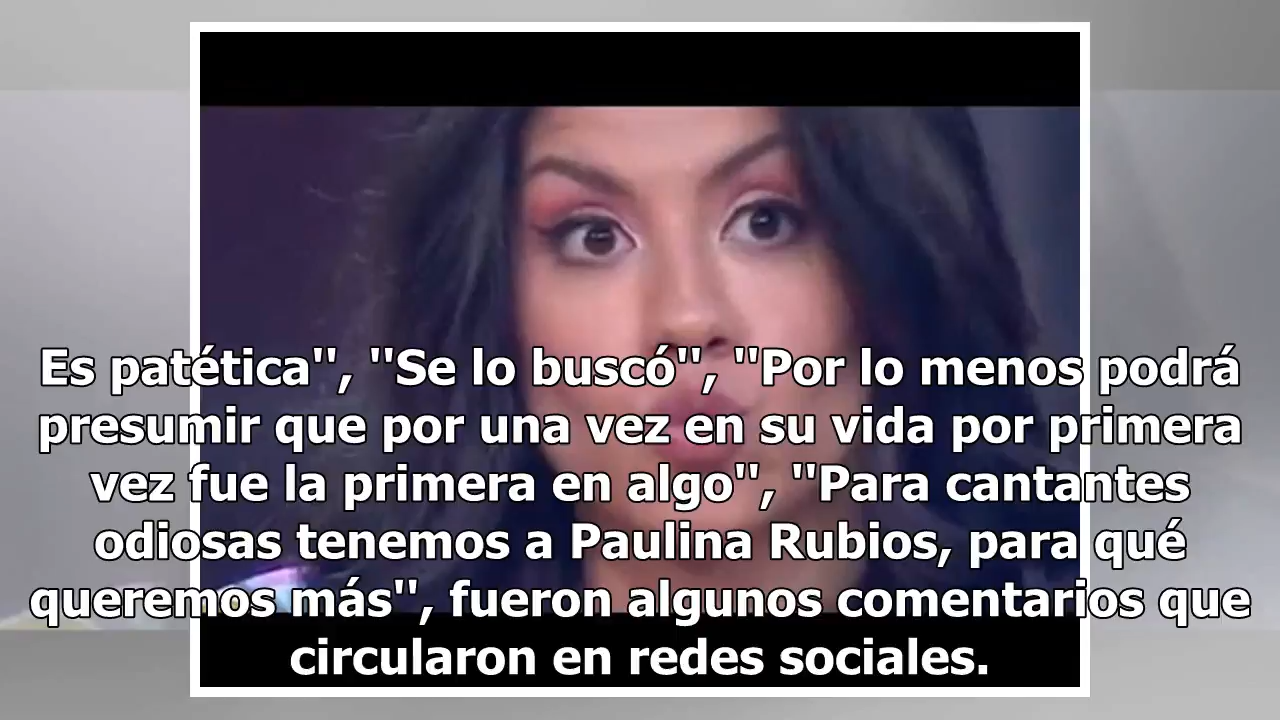 Es patética'', ''Se lo buscó'', ''Por lo menos podrá
presumir que por una vez en su vida por primera
vez fue la primera en algo'', ''Para cantantes
odiosas tenemos a Paulina Rubios, para qué
queremos más'', fueron algunos comentarios que
circularon en redes sociales.